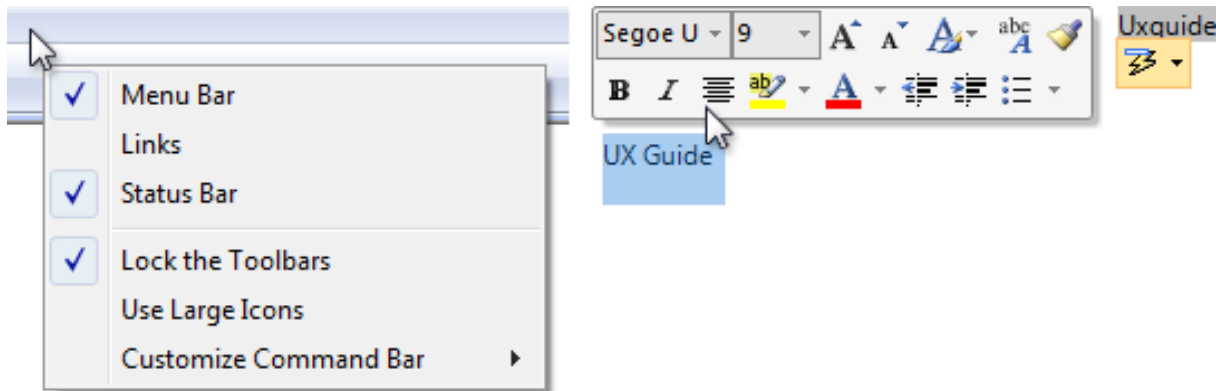 Menu Bar
Links
Status Bar
Lock the Toolbars
Use Large Icons
Customize Command Bar
Segoe U 9 A A A abc A
B I ab A
UX Guide
Uxguide